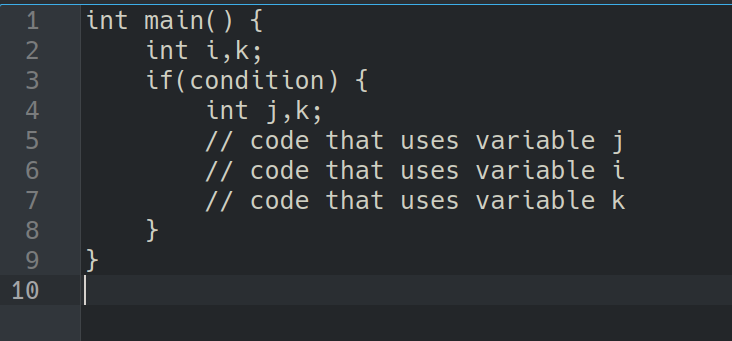 1 int main() {
2     int i,k;
3     if(condition) {
4         int j,k;
5         // code that uses variable j
6         // code that uses variable i
7         // code that uses variable k
8     }
9 }
10